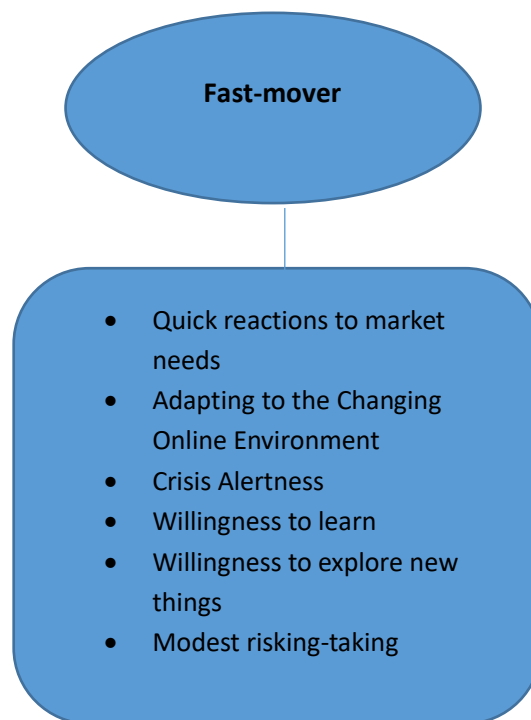 Fast-mover
• Quick reactions to market
needs
• Adapting to the Changing
Online Environment
• Crisis Alertness
• Willingness to learn
• Willingness to explore new
things
• Modest risking-taking